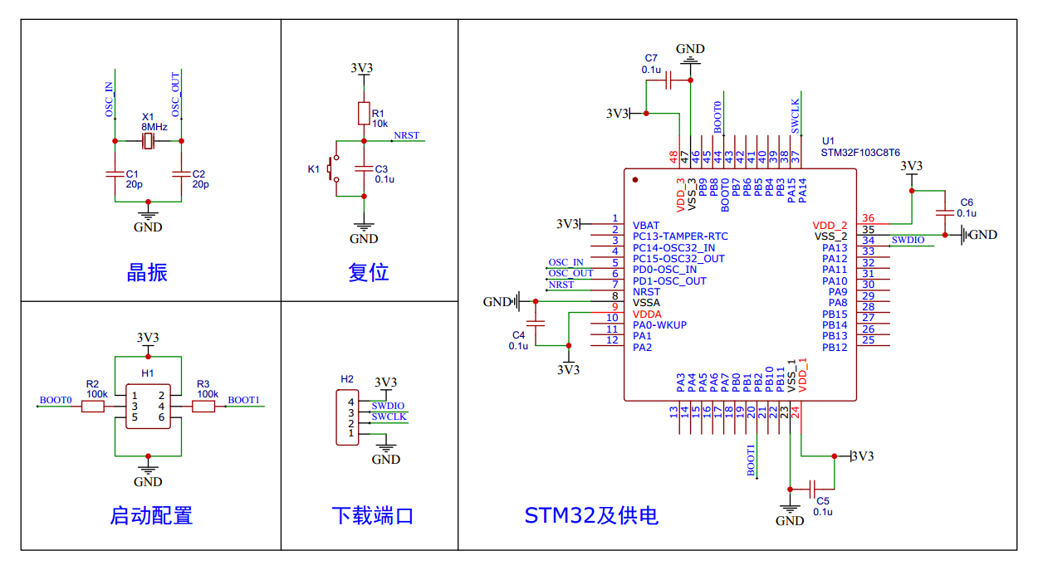 OSC_IN
OSC_OUT
X1
8MHz
C1
20p
C2
20p
GND
晶振
3V3
R1
10k
NRST
K1
C3
0.1u
GND
复位
3V3
H1
R2
100k
R3
100k
BOOT0
BOOT1
1 2
3 4
5 6
GND
启动配置
H2
3V3
4
3 SWDIO
2 SWCLK
1
GND
下载端口
GND
C7
0.1u
3V3
BOOT0
SWCLK
U1
STM32F103C8T6
48 47 46 45 44 43 42 41 40 39 38 37
VDD_3 VSS_3 PB9 PB8 BOOT0 PB7 PB6 PB5 PB4 PB3 PA15 PA14
3V3 1 VBAT
2 PC13-TAMPER-RTC
3 PC14-OSC32_IN
4 PC15-OSC32_OUT
OSC_IN 5 PD0-OSC_IN
OSC_OUT 6 PD1-OSC_OUT
NRST 7 NRST
GND 8 VSSA
9 VDDA
10 PA0-WKUP
11 PA1
12 PA2
C4
0.1u
3V3
3V3
C6
0.1u
GND
VDD_2 36
VSS_2 35
PA13 34 SWDIO
PA12 33
PA11 32
PA10 31
PA9 30
PA8 29
PB15 28
PB14 27
PB13 26
PB12 25
PA3 PA4 PA5 PA6 PA7 PB0 PB1 PB2 PB10 PB11 VSS_1 VDD_1
13 14 15 16 17 18 19 20 21 22 23 24
BOOT1
3V3
C5
0.1u
GND
STM32及供电